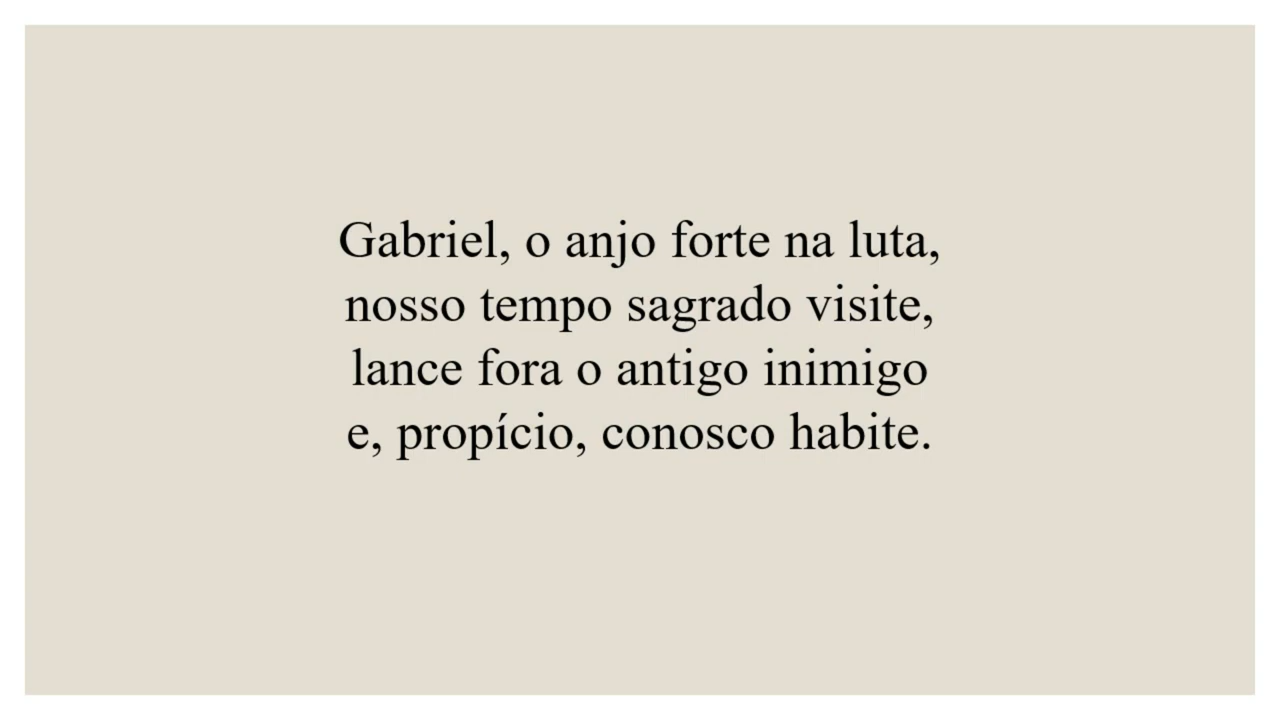 Gabriel, o anjo forte na luta,
nosso tempo sagrado visite,
lance fora o antigo inimigo
e, propício, conosco habite.